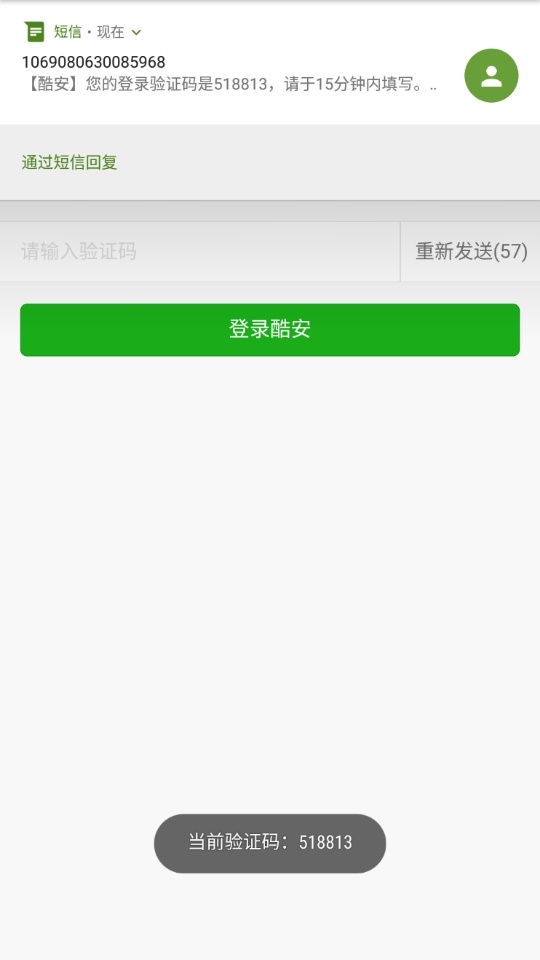 短信 • 现在
1069080630085968
【酷安】您的登录验证码是518813，请于15分钟内填写。..
通过短信回复
请输入验证码
重新发送(57)
登录酷安
当前验证码：518813